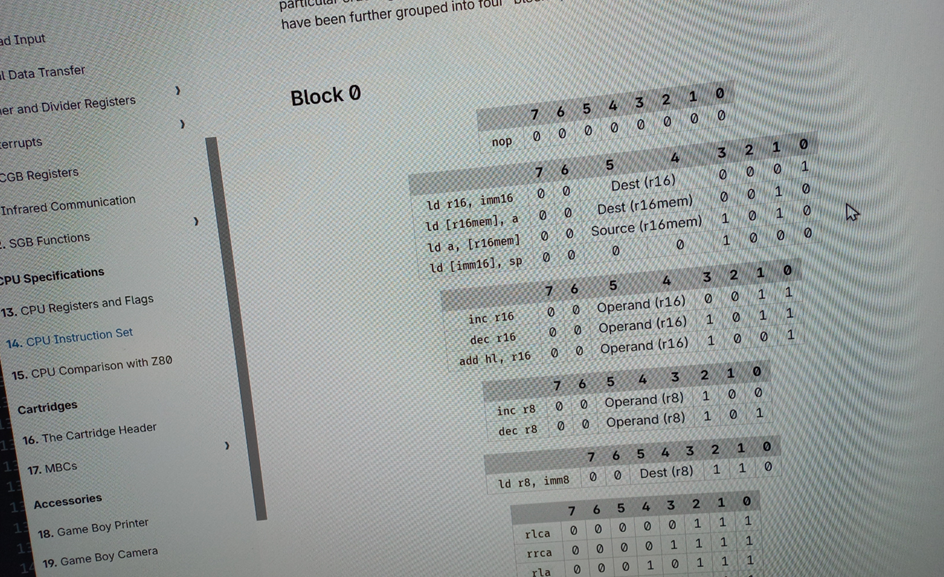 particular
have been further grouped into four
ad Input
l Data Transfer
er and Divider Registers
terrupts
CGB Registers
Infrared Communication
2. SGB Functions
CPU Specifications
13. CPU Registers and Flags
14. CPU Instruction Set
15. CPU Comparison with Z80
Cartridges
16. The Cartridge Header
17. MBCs
Accessories
18. Game Boy Printer
19. Game Boy Camera
Block 0
7 6 5 4 3 2 1 0
nop 0 0 0 0 0 0 0 0
7 6 5 4 3 2 1 0
ld r16, imm16 0 0 Dest (r16) 0 0 0 1
ld [r16mem], a 0 0 Dest (r16mem) 0 0 1 0
ld a, [r16mem] 0 0 Source (r16mem) 1 0 1 0
ld [imm16], sp 0 0 0 0 1 0 0 0
7 6 5 4 3 2 1 0
inc r16 0 0 Operand (r16) 0 0 1 1
dec r16 0 0 Operand (r16) 1 0 1 1
add hl, r16 0 0 Operand (r16) 1 0 0 1
7 6 5 4 3 2 1 0
inc r8 0 0 Operand (r8) 1 0 0
dec r8 0 0 Operand (r8) 1 0 1
7 6 5 4 3 2 1 0
ld r8, imm8 0 0 Dest (r8) 1 1 0
7 6 5 4 3 2 1 0
rlca 0 0 0 0 0 1 1 1
rrca 0 0 0 0 1 1 1 1
rla 0 0 0 1 0 1 1 1